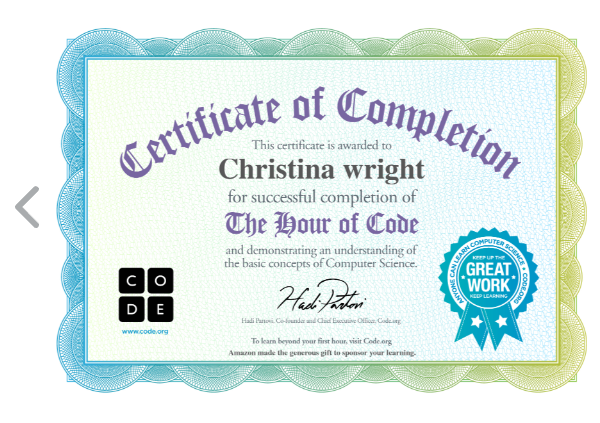 Certificate of Completion
This certificate is awarded to
Christina wright
for successful completion of
The Hour of Code
and demonstrating an understanding of
the basic concepts of Computer Science.
Hadi Partovi
Hadi Partovi, Co-founder and Chief Executive Officer, Code.org
To learn beyond your first hour, visit Code.org
Amazon made the generous gift to sponsor your learning.
C O
D E
www.code.org
ANYONE CAN LEARN COMPUTER SCIENCE
KEEP UP THE
GREAT
WORK
KEEP LEARNING